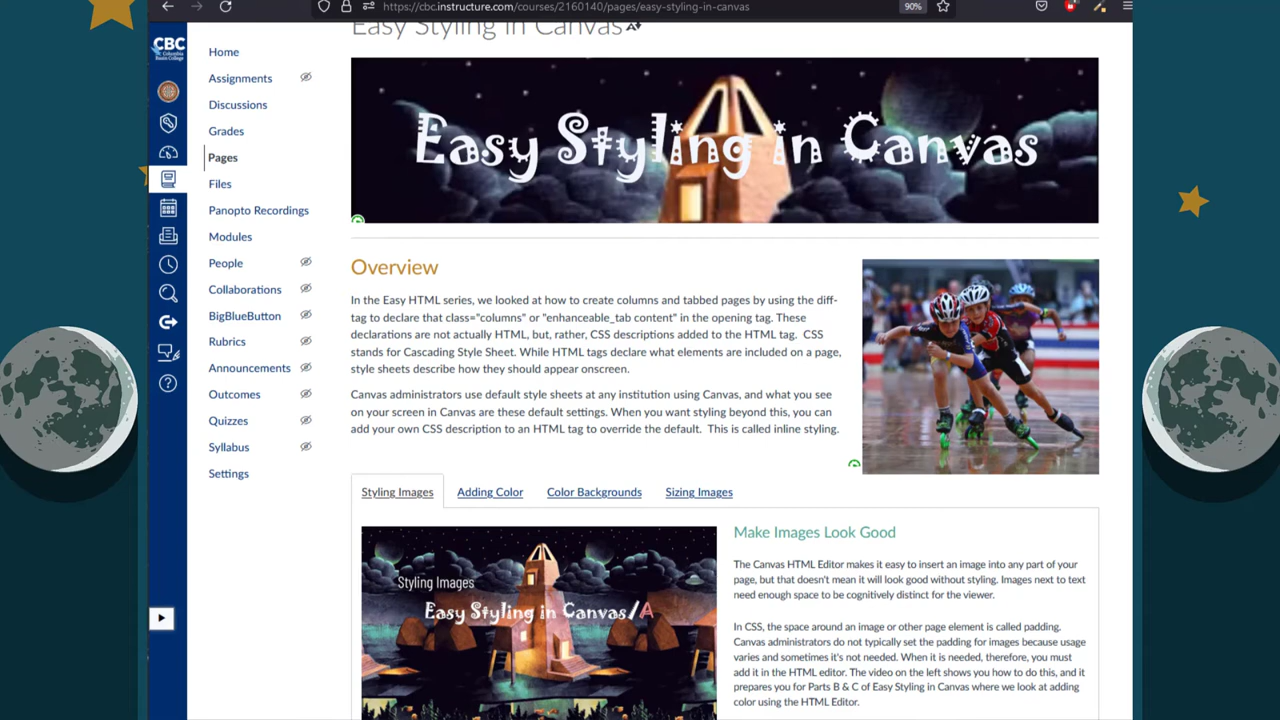 https://cbc.instructure.com/courses/2160140/pages/easy-styling-in-canvas
90%
CBC
Columbia
Basin College
Home
Assignments
Discussions
Grades
Pages
Files
Panopto Recordings
Modules
People
Collaborations
BigBlueButton
Rubrics
Announcements
Outcomes
Quizzes
Syllabus
Settings
Easy Styling in Canvas
Easy Styling in Canvas
Overview
In the Easy HTML series, we looked at how to create columns and tabbed pages by using the diff-
tag to declare that class="columns" or "enhanceable_tab content" in the opening tag. These
declarations are not actually HTML, but, rather, CSS descriptions added to the HTML tag. CSS
stands for Cascading Style Sheet. While HTML tags declare what elements are included on a page,
style sheets describe how they should appear onscreen.
Canvas administrators use default style sheets at any institution using Canvas, and what you see
on your screen in Canvas are these default settings. When you want styling beyond this, you can
add your own CSS description to an HTML tag to override the default. This is called inline styling.
Styling Images
Adding Color
Color Backgrounds
Sizing Images
Styling Images
Easy Styling in Canvas/A
Make Images Look Good
The Canvas HTML Editor makes it easy to insert an image into any part of your
page, but that doesn't mean it will look good without styling. Images next to text
need enough space to be cognitively distinct for the viewer.
In CSS, the space around an image or other page element is called padding.
Canvas administrators do not typically set the padding for images because usage
varies and sometimes it's not needed. When it is needed, therefore, you must
add it in the HTML editor. The video on the left shows you how to do this, and it
prepares you for Parts B & C of Easy Styling in Canvas where we look at adding
color using the HTML Editor.